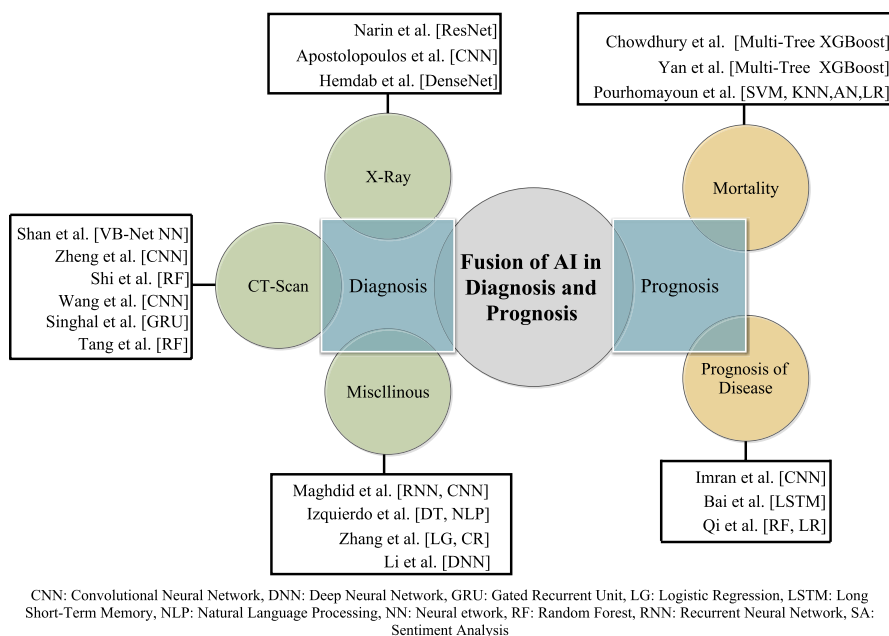 Narin et al. [ResNet]
Apostolopoulos et al. [CNN]
Hemdab et al. [DenseNet]
Chowdhury et al. [Multi-Tree XGBoost]
Yan et al. [Multi-Tree XGBoost]
Pourhomayoun et al. [SVM, KNN,AN,LR]
X-Ray
Mortality
Shan et al. [VB-Net NN]
Zheng et al. [CNN]
Shi et al. [RF]
Wang et al. [CNN]
Singhal et al. [GRU]
Tang et al. [RF]
CT-Scan
Diagnosis
Fusion of AI in
Diagnosis and
Prognosis
Prognosis
Miscllinous
Prognosis of
Disease
Maghdid et al. [RNN, CNN]
Izquierdo et al. [DT, NLP]
Zhang et al. [LG, CR]
Li et al. [DNN]
Imran et al. [CNN]
Bai et al. [LSTM]
Qi et al. [RF, LR]
CNN: Convolutional Neural Network, DNN: Deep Neural Network, GRU: Gated Recurrent Unit, LG: Logistic Regression, LSTM: Long
Short-Term Memory, NLP: Natural Language Processing, NN: Neural etwork, RF: Random Forest, RNN: Recurrent Neural Network, SA:
Sentiment Analysis